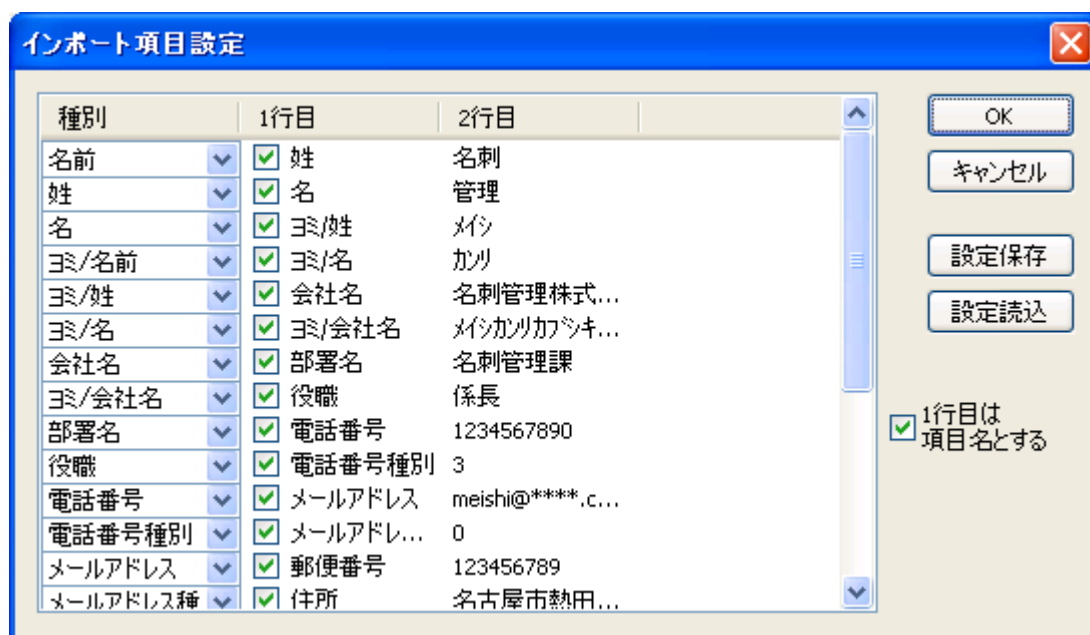 インポート項目設定
種別 1行目 2行目
名前 姓 名刺
姓 名 管理
名 ﾖﾐ/姓 ﾒｲｼ
ﾖﾐ/名前 ﾖﾐ/名 ｶﾝﾘ
ﾖﾐ/姓 会社名 名刺管理株式...
ﾖﾐ/名 ﾖﾐ/会社名 ﾒｲｼｶﾝﾘｶﾌﾞｼｷ...
会社名 部署名 名刺管理課
ﾖﾐ/会社名 役職 係長
部署名 電話番号 1234567890
役職 電話番号種別 3
電話番号 メールアドレス meishi@****.c...
電話番号種別 メールアドレ... 0
メールアドレス 郵便番号 123456789
メールアドレス種 住所 名古屋市熱田...
OK
キャンセル
設定保存
設定読込
1行目は
項目名とする